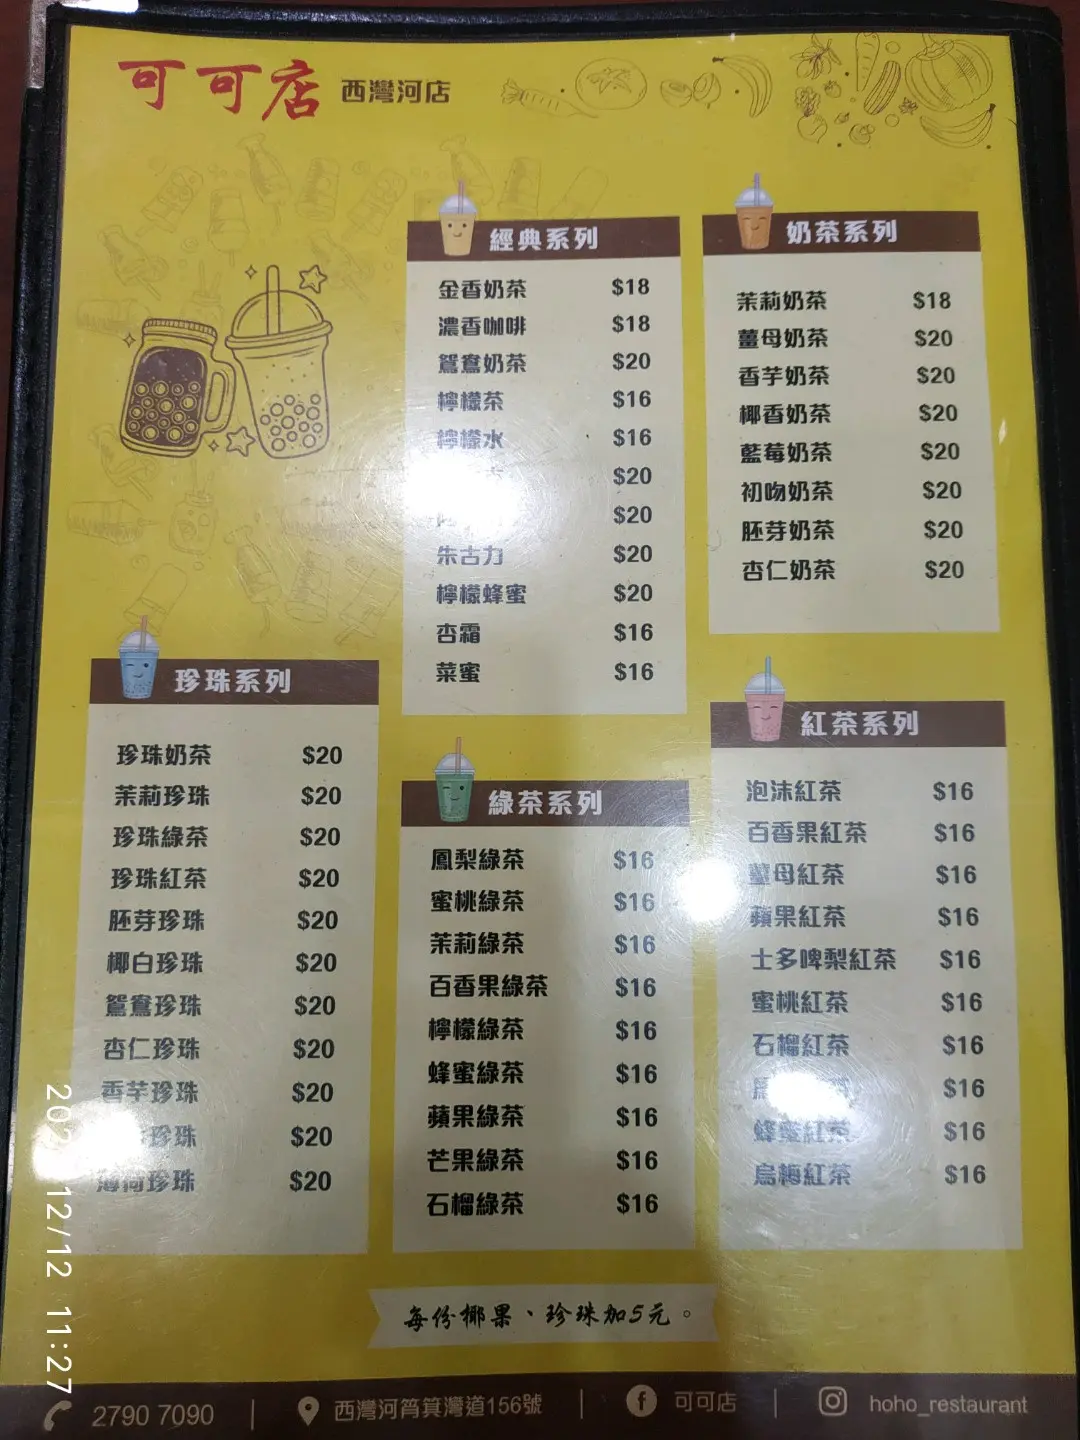 可可店 西灣河店
經典系列
金香奶茶 $18
濃香咖啡 $18
鴛鴦奶茶 $20
檸檬茶 $16
檸檬水 $16
$20
$20
朱古力 $20
檸檬蜂蜜 $20
杏霜 $16
菜蜜 $16
奶茶系列
茉莉奶茶 $18
薑母奶茶 $20
香芋奶茶 $20
椰香奶茶 $20
藍莓奶茶 $20
初吻奶茶 $20
胚芽奶茶 $20
杏仁奶茶 $20
珍珠系列
珍珠奶茶 $20
茉莉珍珠 $20
珍珠綠茶 $20
珍珠紅茶 $20
胚芽珍珠 $20
椰白珍珠 $20
鴛鴦珍珠 $20
杏仁珍珠 $20
香芋珍珠 $20
珍珠 $20
薄荷珍珠 $20
綠茶系列
鳳梨綠茶 $16
蜜桃綠茶 $16
茉莉綠茶 $16
百香果綠茶 $16
檸檬綠茶 $16
蜂蜜綠茶 $16
蘋果綠茶 $16
芒果綠茶 $16
石榴綠茶 $16
紅茶系列
泡沫紅茶 $16
百香果紅茶 $16
薑母紅茶 $16
蘋果紅茶 $16
士多啤梨紅茶 $16
蜜桃紅茶 $16
石榴紅茶 $16
$16
蜂蜜紅茶 $16
烏梅紅茶 $16
每份椰果、珍珠加5元。
2790 7090 | 西灣河筲箕灣道156號 | 可可店 | hoho_restaurant
12/12 11:27